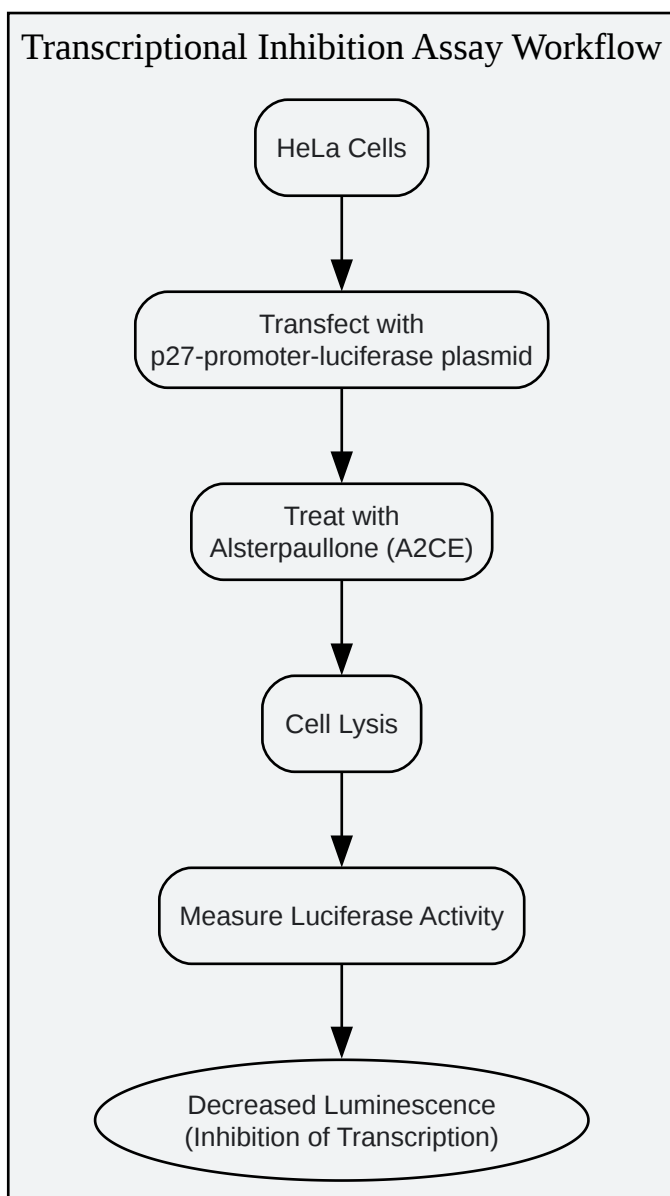 Transcriptional Inhibition Assay Workflow
HeLa Cells
Transfect with
p27-promoter-luciferase plasmid
Treat with
Alsterpaullone (A2CE)
Cell Lysis
Measure Luciferase Activity
Decreased Luminescence
(Inhibition of Transcription)